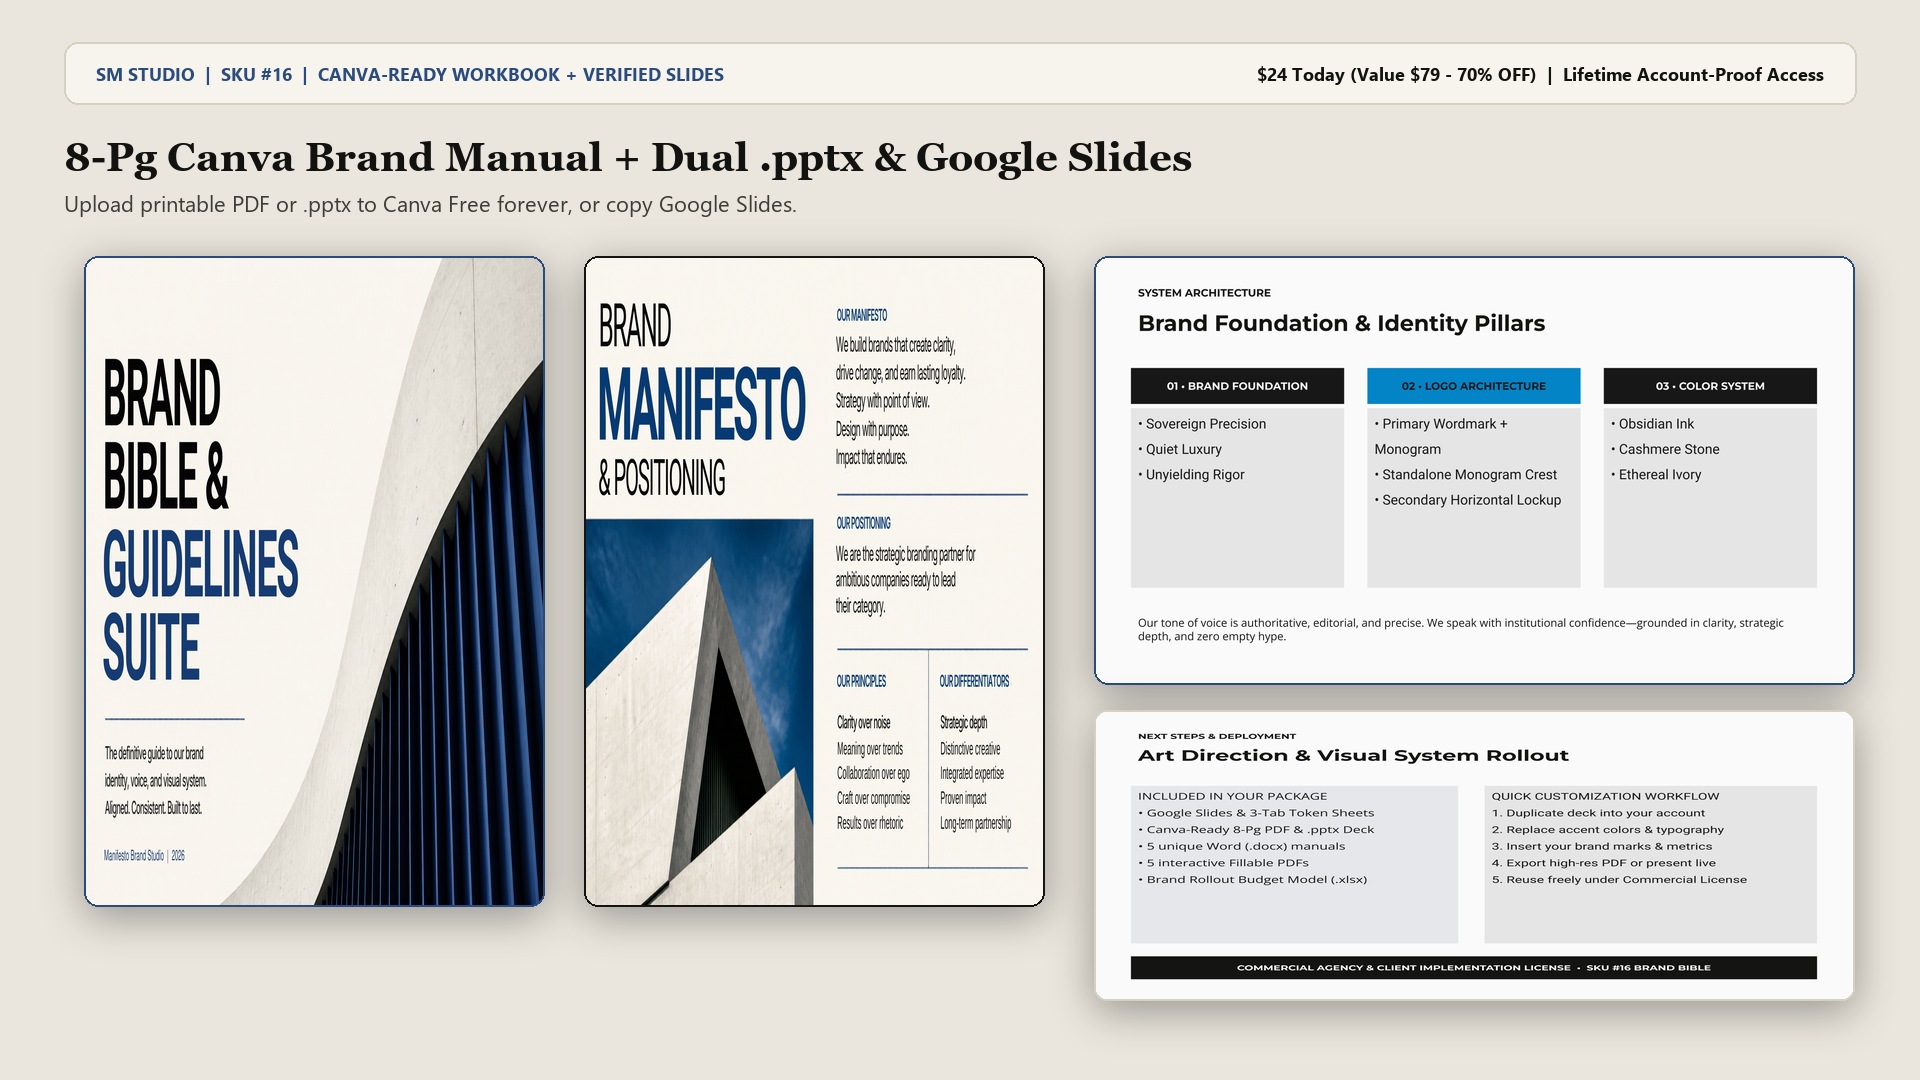 SM STUDIO | SKU #16 | CANVA-READY WORKBOOK + VERIFIED SLIDES
$24 Today (Value $79 - 70% OFF) | Lifetime Account-Proof Access
8-Pg Canva Brand Manual + Dual .pptx & Google Slides
Upload printable PDF or .pptx to Canva Free forever, or copy Google Slides.
BRAND
BIBLE &
GUIDELINES
SUITE
The definitive guide to our brand
identity, voice, and visual system.
Aligned. Consistent. Built to last.
Manifesto Brand Studio | 2026
BRAND
MANIFESTO
& POSITIONING
OUR MANIFESTO
We build brands that create clarity,
drive change, and earn lasting loyalty.
Strategy with point of view.
Design with purpose.
Impact that endures.
OUR POSITIONING
We are the strategic branding partner for
ambitious companies ready to lead
their category.
OUR PRINCIPLES
Clarity over noise
Meaning over trends
Collaboration over ego
Craft over compromise
Results over rhetoric
OUR DIFFERENTIATORS
Strategic depth
Distinctive creative
Integrated expertise
Proven impact
Long-term partnership
SYSTEM ARCHITECTURE
Brand Foundation & Identity Pillars
01 • BRAND FOUNDATION
• Sovereign Precision
• Quiet Luxury
• Unyielding Rigor
02 • LOGO ARCHITECTURE
• Primary Wordmark +
Monogram
• Standalone Monogram Crest
• Secondary Horizontal Lockup
03 • COLOR SYSTEM
• Obsidian Ink
• Cashmere Stone
• Ethereal Ivory
Our tone of voice is authoritative, editorial, and precise. We speak with institutional confidence—grounded in clarity, strategic
depth, and zero empty hype.
NEXT STEPS & DEPLOYMENT
Art Direction & Visual System Rollout
INCLUDED IN YOUR PACKAGE
• Google Slides & 3-Tab Token Sheets
• Canva-Ready 8-Pg PDF & .pptx Deck
• 5 unique Word (.docx) manuals
• 5 interactive Fillable PDFs
• Brand Rollout Budget Model (.xlsx)
QUICK CUSTOMIZATION WORKFLOW
1. Duplicate deck into your account
2. Replace accent colors & typography
3. Insert your brand marks & metrics
4. Export high-res PDF or present live
5. Reuse freely under Commercial License
COMMERCIAL AGENCY & CLIENT IMPLEMENTATION LICENSE • SKU #16 BRAND BIBLE